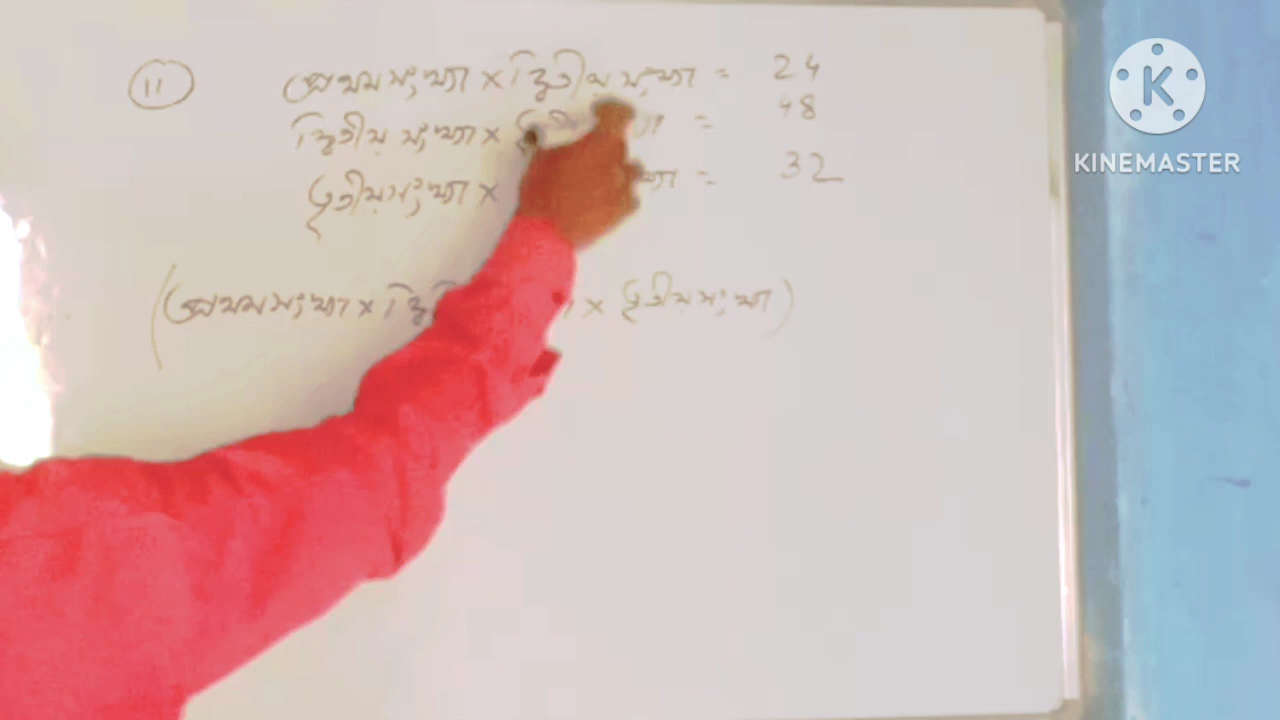 11 প্রথম সংখ্যা × দ্বিতীয় সংখ্যা = 24
দ্বিতীয় সংখ্যা × = 48
তৃতীয় সংখ্যা × = 32
(প্রথম সংখ্যা × × তৃতীয় সংখ্যা)
KINEMASTER